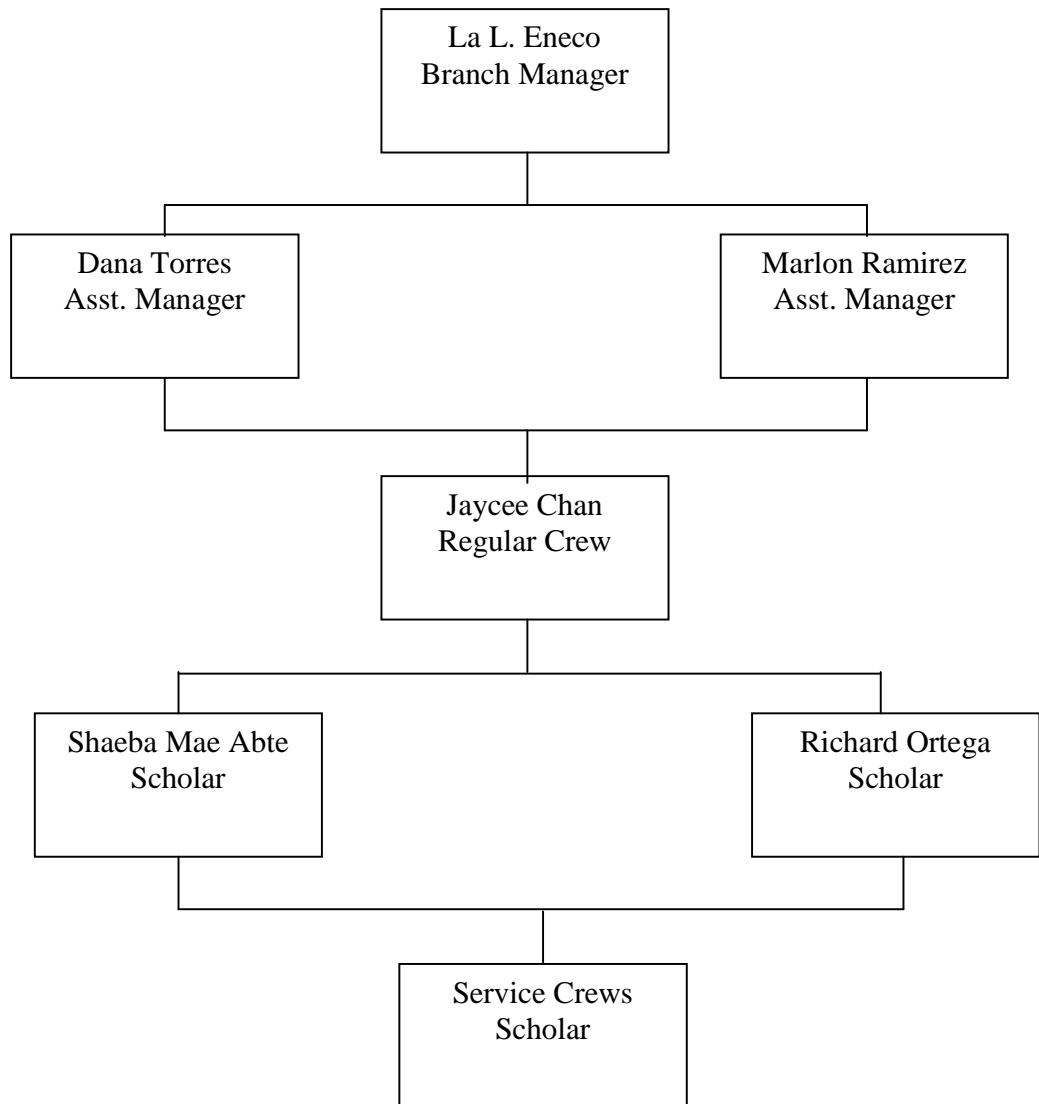 La L. Eneco
Branch Manager
Dana Torres
Asst. Manager
Marlon Ramirez
Asst. Manager
Jaycee Chan
Regular Crew
Shaeba Mae Abte
Scholar
Richard Ortega
Scholar
Service Crews
Scholar